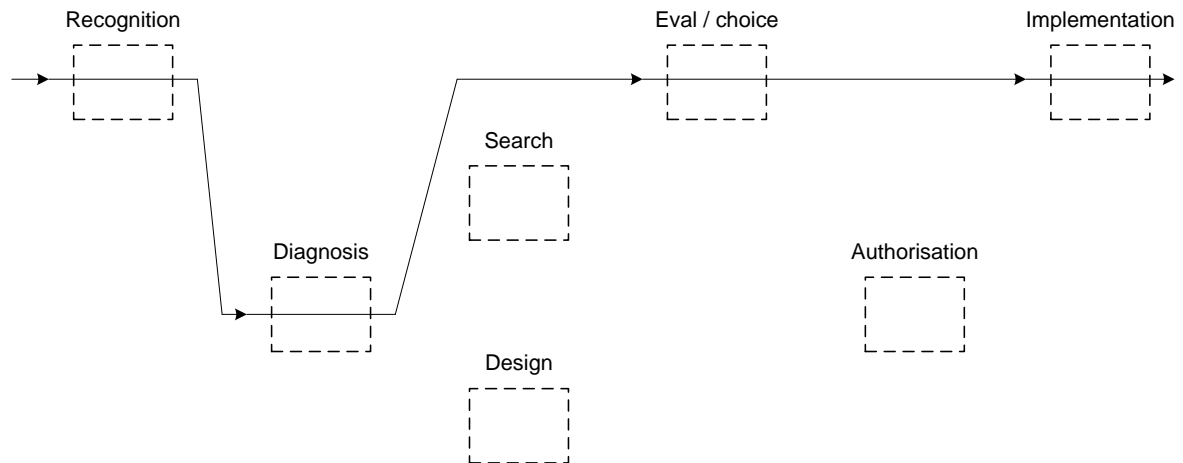 Recognition
Eval / choice
Implementation
Search
Diagnosis
Authorisation
Design